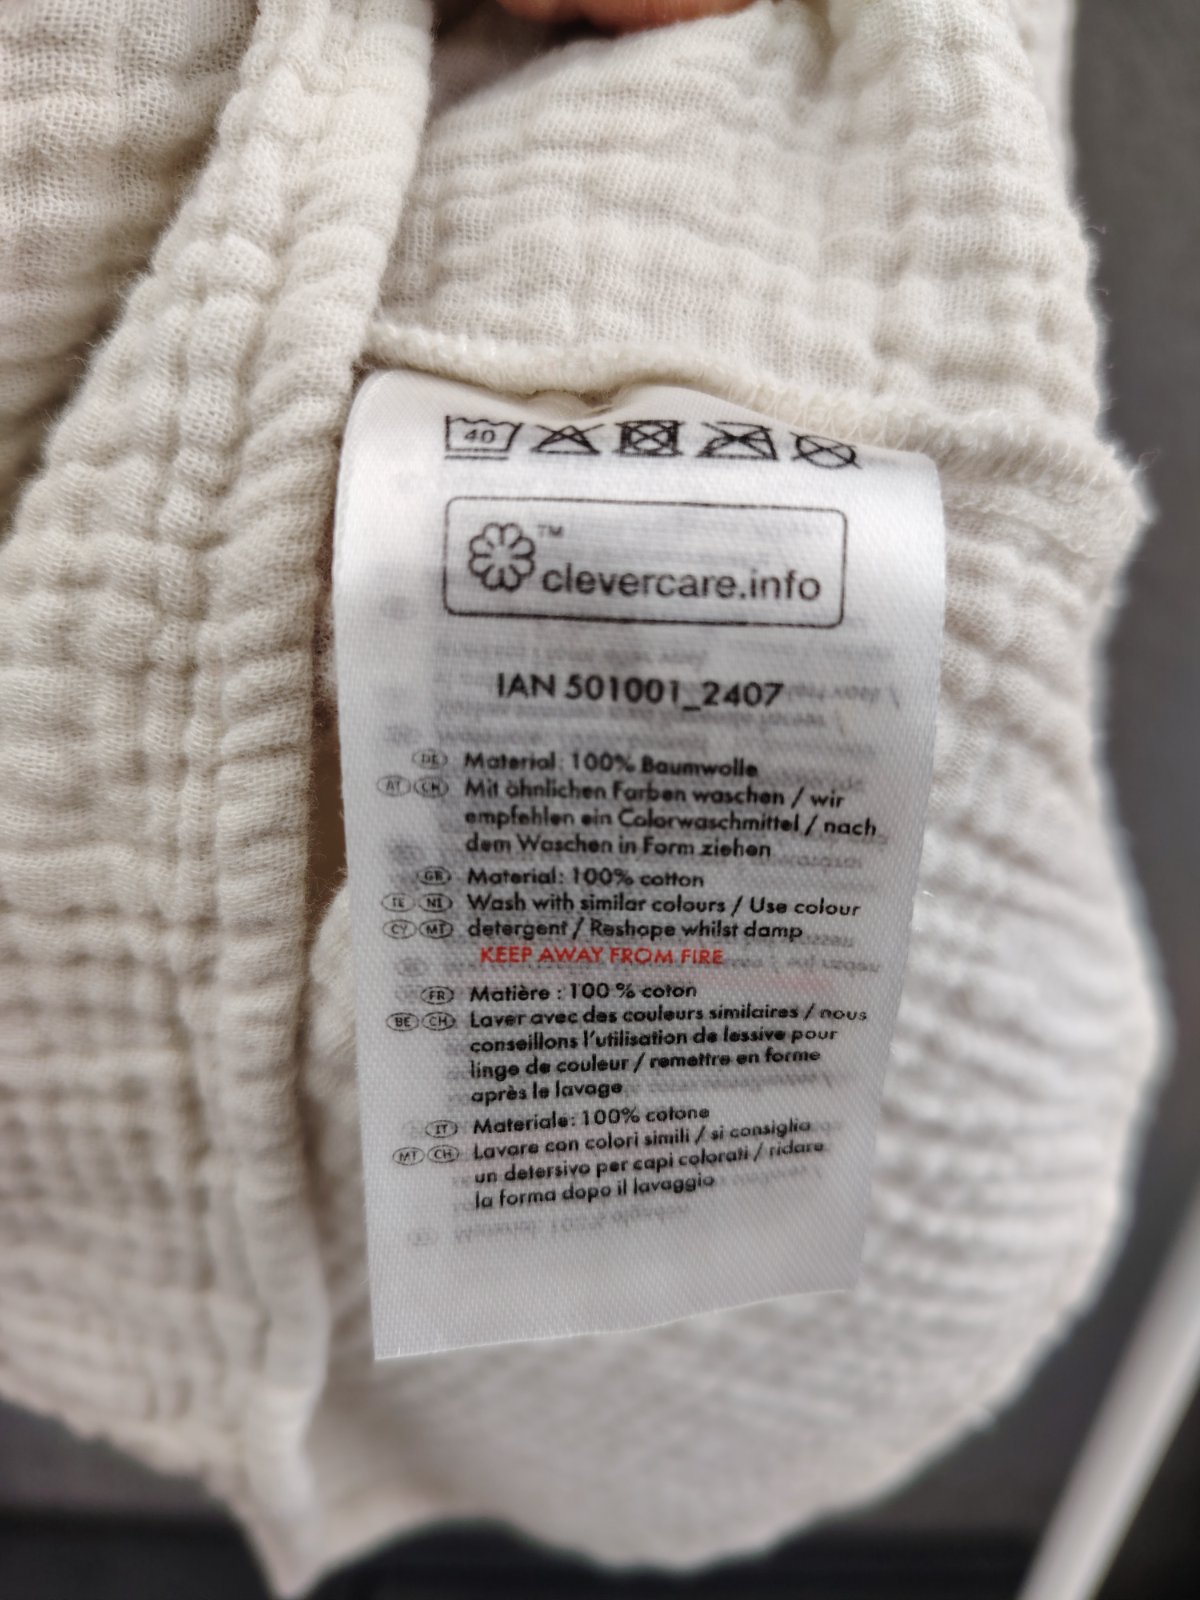 40
™
clevercare.info
IAN 501001_2407
DE Material: 100% Baumwolle
AT CH Mit ähnlichen Farben waschen / wir
empfehlen ein Colorwaschmittel / nach
dem Waschen in Form ziehen
GB Material: 100% cotton
IE NI Wash with similar colours / Use colour
CY MT detergent / Reshape whilst damp
KEEP AWAY FROM FIRE
FR Matière : 100 % coton
BE CH Laver avec des couleurs similaires / nous
conseillons l'utilisation de lessive pour
linge de couleur / remettre en forme
après le lavage
IT Materiale: 100% cotone
MT CH Lavare con colori simili / si consiglia
un detersivo per capi colorati / ridare
la forma dopo il lavaggio